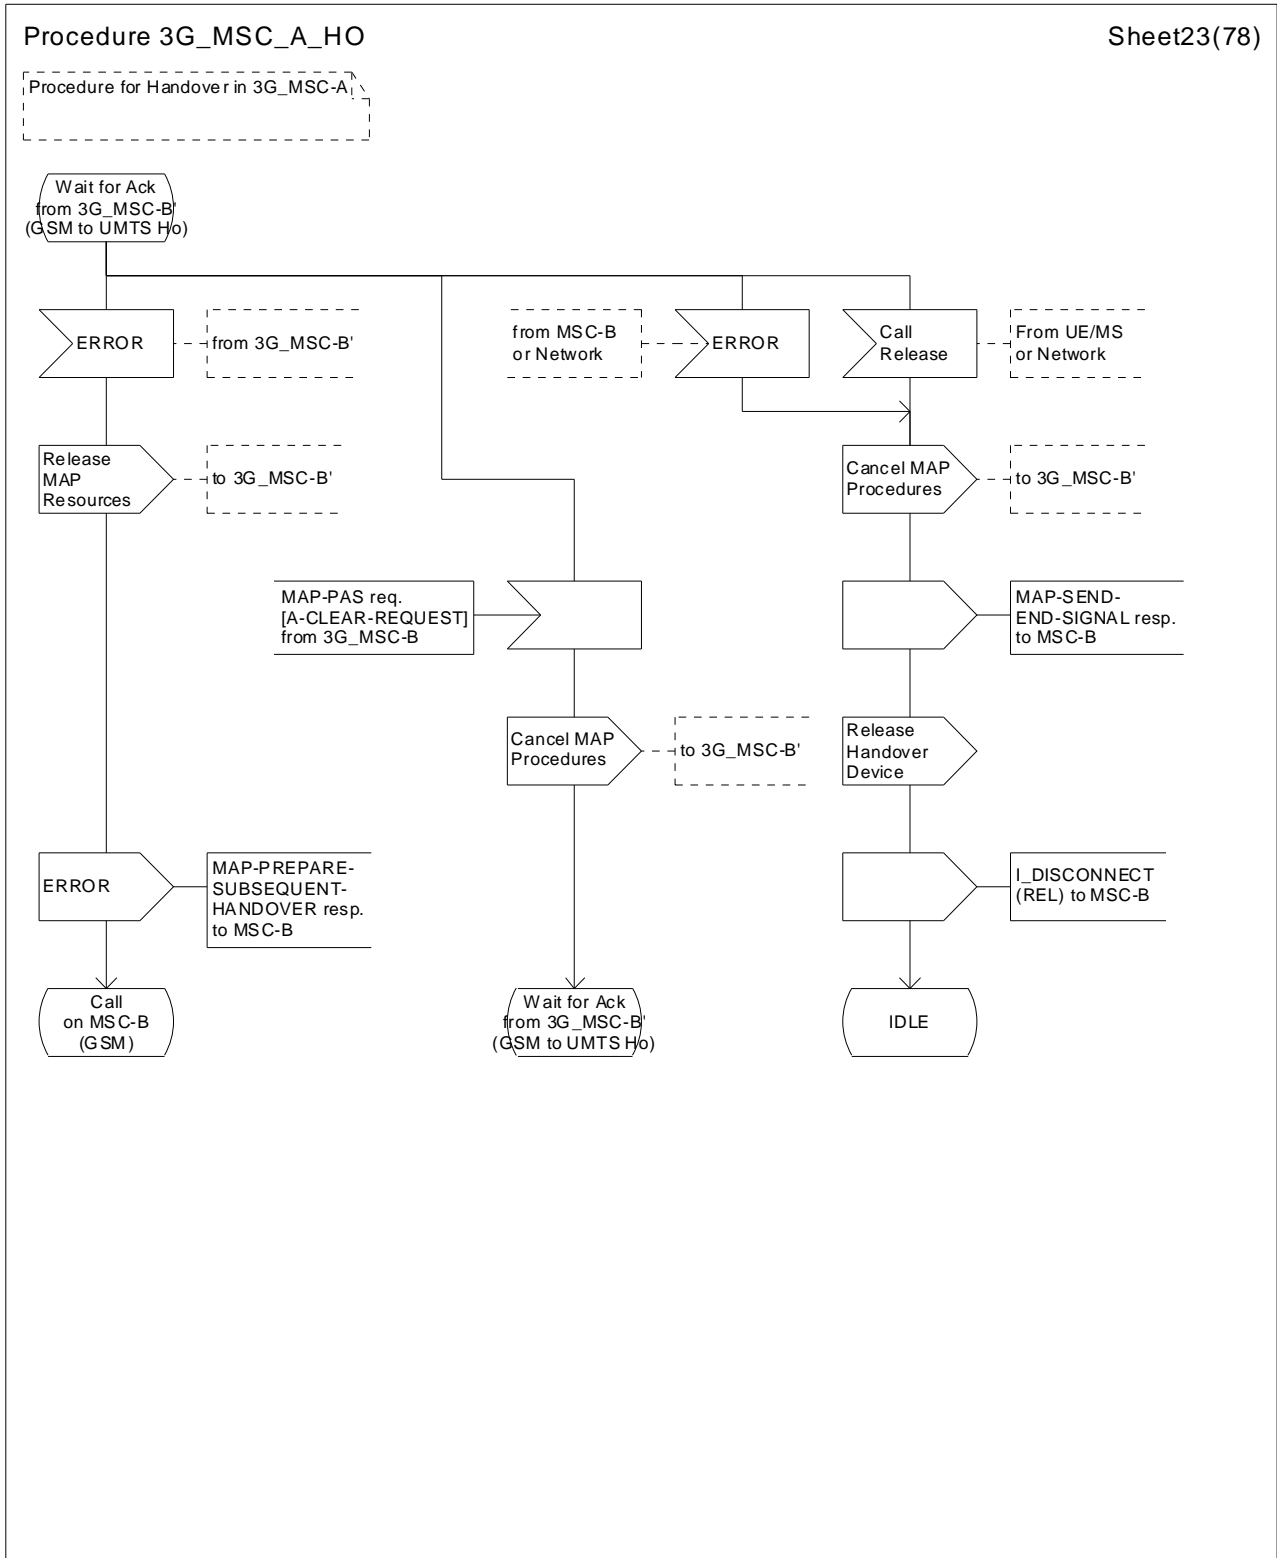 Procedure 3G_MSC_A_HO
Sheet23(78)
Procedure for Handover in 3G_MSC-A
Wait for Ack
from 3G_MSC-B'
(GSM to UMTS Ho)
ERROR
from 3G_MSC-B'
from MSC-B
or Network
ERROR
Call
Release
From UE/MS
or Network
Release
MAP
Resources
to 3G_MSC-B'
Cancel MAP
Procedures
to 3G_MSC-B'
MAP-PAS req.
[A-CLEAR-REQUEST]
from 3G_MSC-B
MAP-SEND-
END-SIGNAL resp.
to MSC-B
Cancel MAP
Procedures
to 3G_MSC-B'
Release
Handover
Device
ERROR
MAP-PREPARE-
SUBSEQUENT-
HANDOVER resp.
to MSC-B
I_DISCONNECT
(REL) to MSC-B
Call
on MSC-B
(GSM)
Wait for Ack
from 3G_MSC-B'
(GSM to UMTS Ho)
IDLE